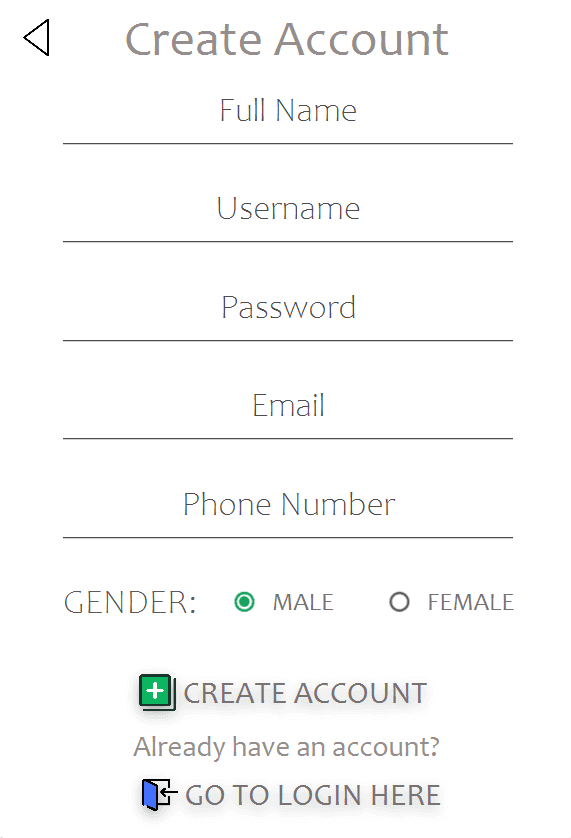 Create Account
Full Name
Username
Password
Email
Phone Number
GENDER: MALE FEMALE
CREATE ACCOUNT
Already have an account?
GO TO LOGIN HERE